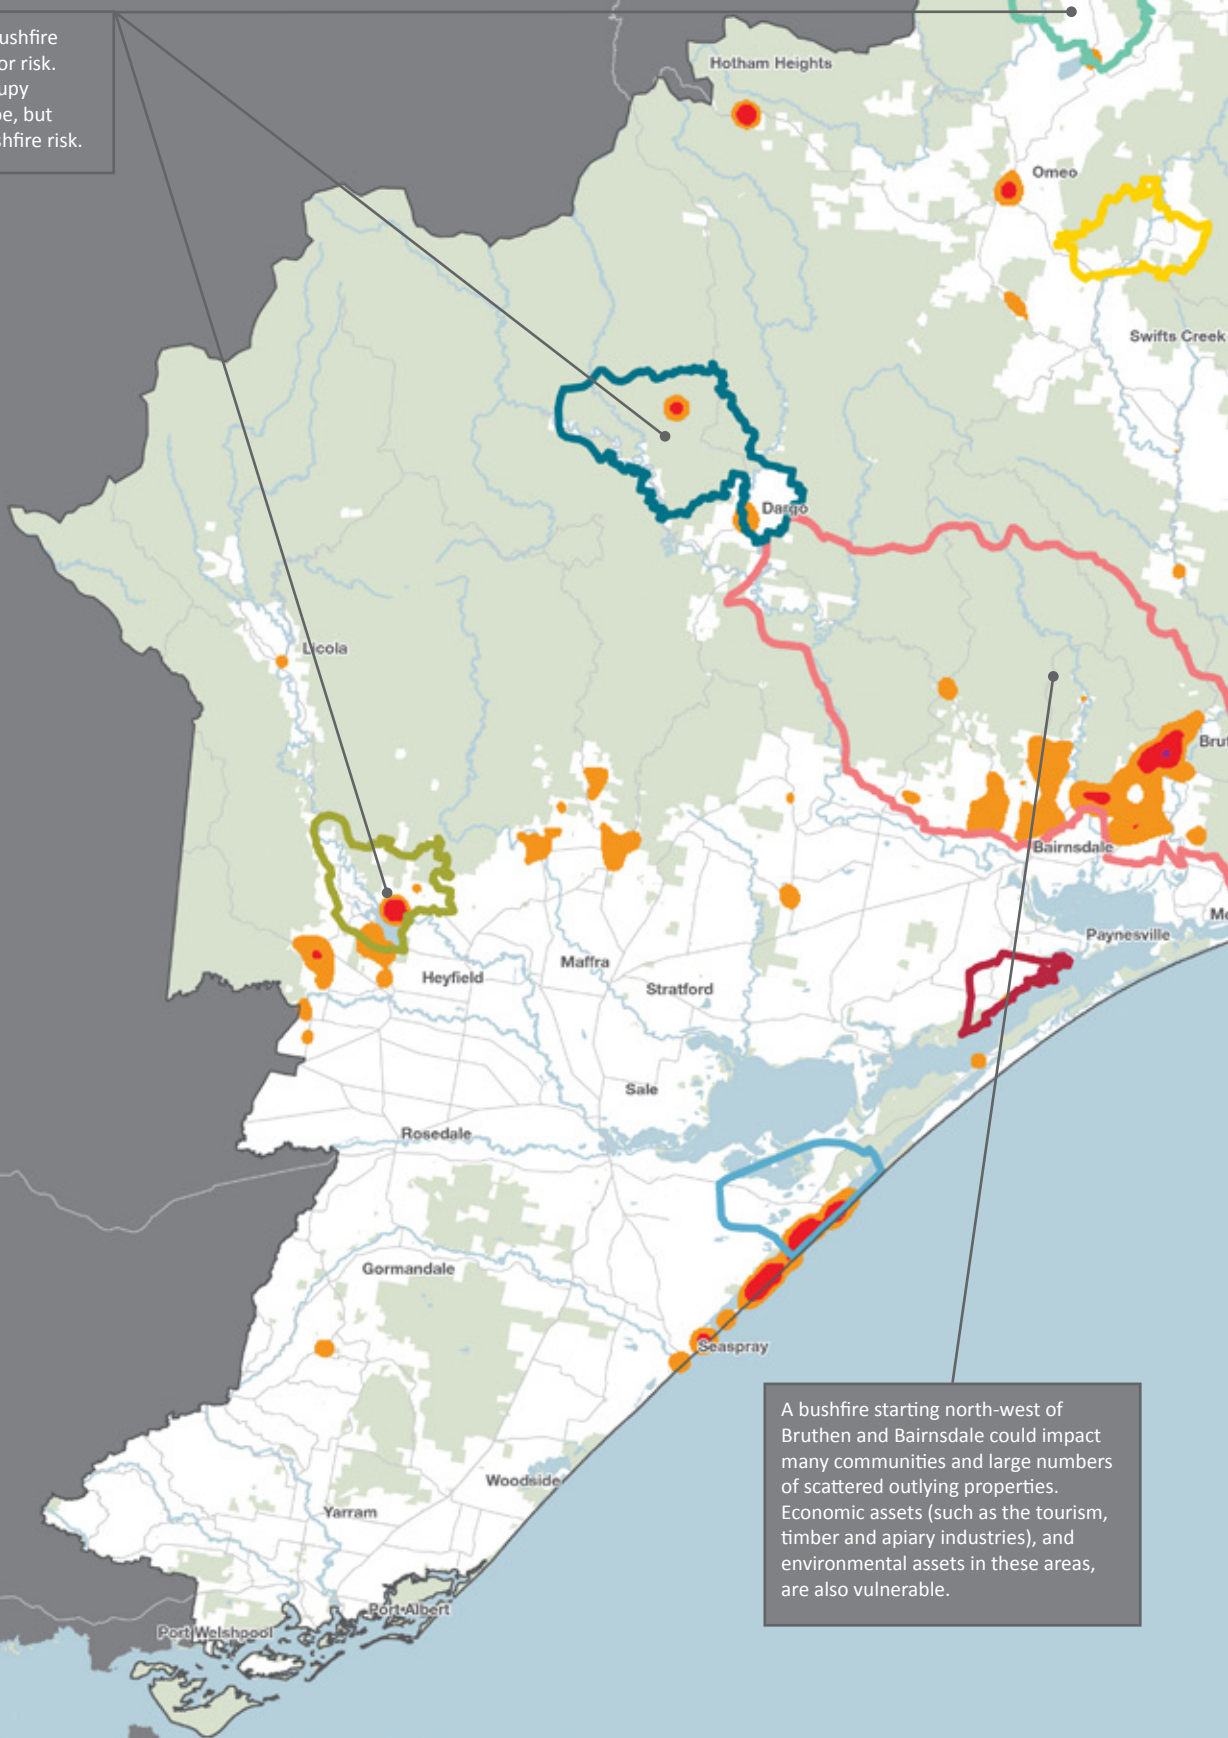 ushfire
or risk.
upy
pe, but
shfire risk.
Hotham Heights
Omeo
Swifts Creek
Dargo
Licola
Bru
Bairnsdale
Paynesville
M
Heyfield
Maffra
Stratford
Sale
Rosedale
Gormandale
Seaspray
A bushfire starting north-west of
Bruthen and Bairnsdale could impact
many communities and large numbers
of scattered outlying properties.
Economic assets (such as the tourism,
timber and apiary industries), and
environmental assets in these areas,
are also vulnerable.
Woodside
Yarram
Port Albert
Port Welshpool